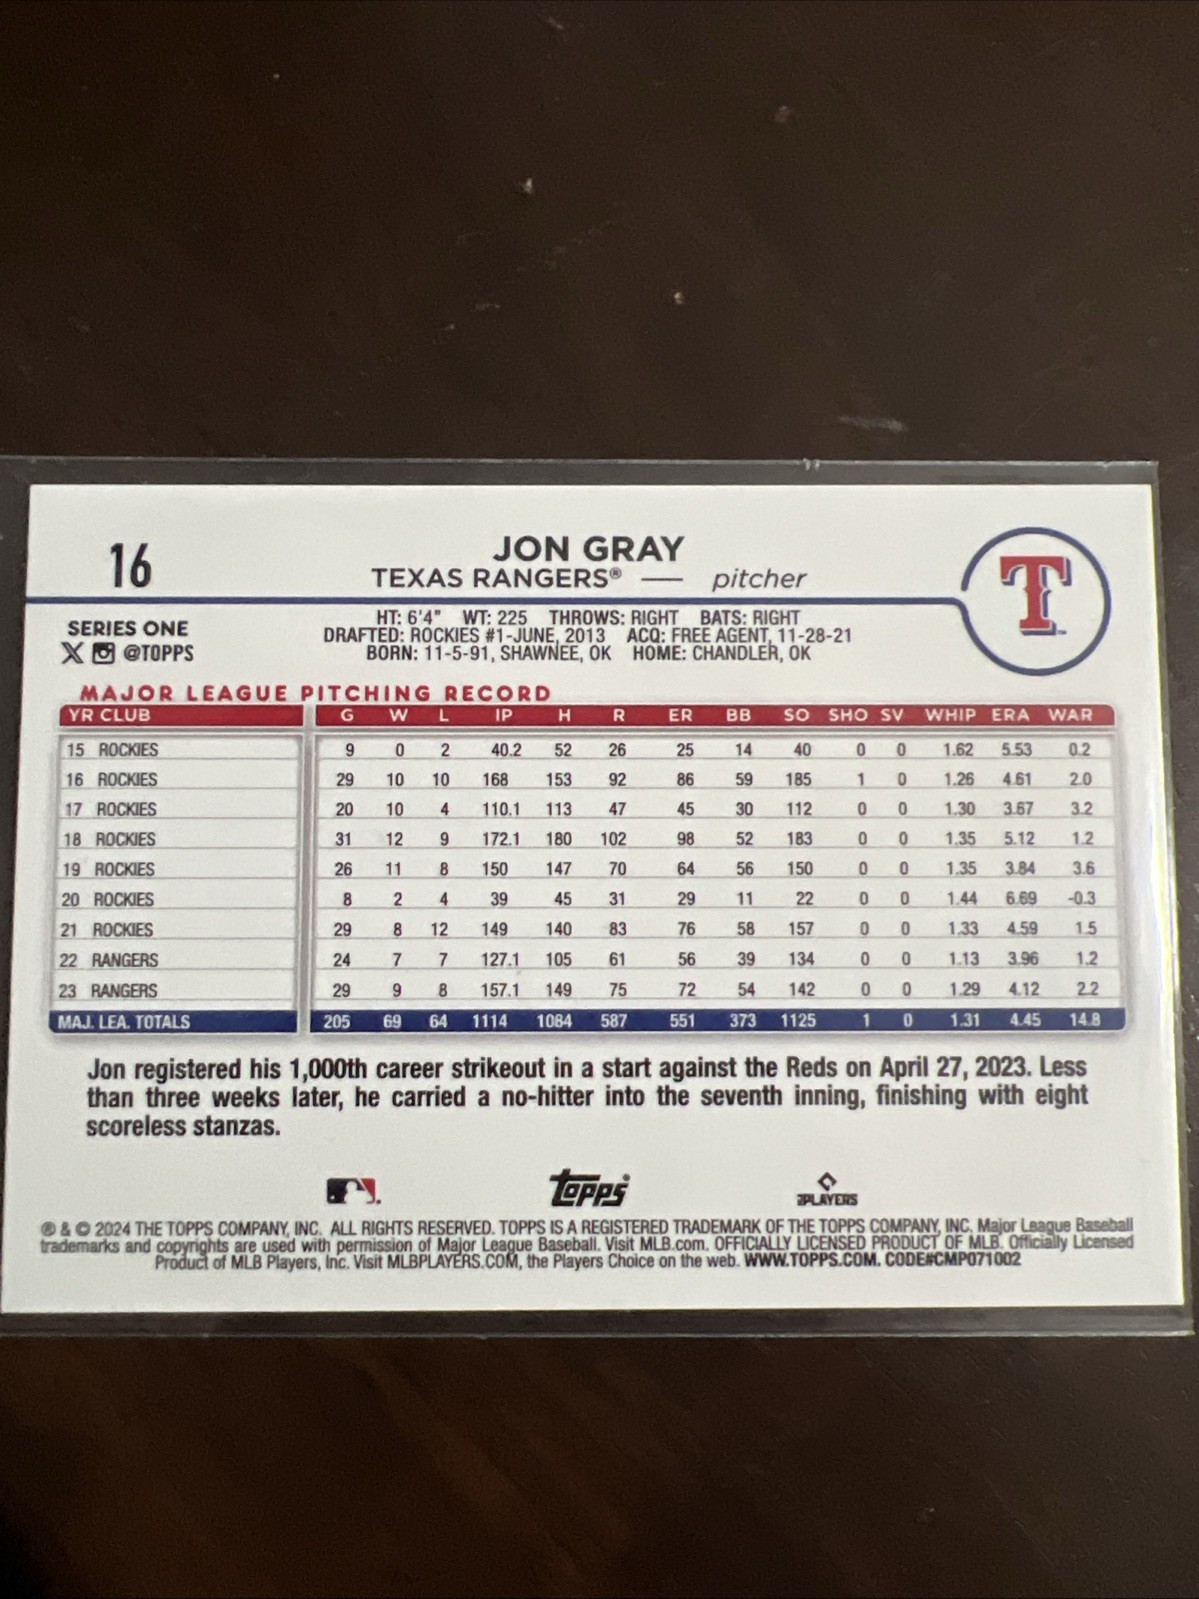 16
JON GRAY
TEXAS RANGERS® — pitcher
T
SERIES ONE
X @TOPPS
HT: 6'4" WT: 225 THROWS: RIGHT BATS: RIGHT
DRAFTED: ROCKIES #1-JUNE, 2013 ACQ: FREE AGENT, 11-28-21
BORN: 11-5-91, SHAWNEE, OK HOME: CHANDLER, OK
MAJOR LEAGUE PITCHING RECORD
YR CLUB G W L IP H R ER BB SO SHO SV WHIP ERA WAR
15 ROCKIES 9 0 2 40.2 52 26 25 14 40 0 0 1.62 5.53 0.2
16 ROCKIES 29 10 10 168 153 92 86 59 185 1 0 1.26 4.61 2.0
17 ROCKIES 20 10 4 110.1 113 47 45 30 112 0 0 1.30 3.67 3.2
18 ROCKIES 31 12 9 172.1 180 102 98 52 183 0 0 1.35 5.12 1.2
19 ROCKIES 26 11 8 150 147 70 64 56 150 0 0 1.35 3.84 3.6
20 ROCKIES 8 2 4 39 45 31 29 11 22 0 0 1.44 6.69 -0.3
21 ROCKIES 29 8 12 149 140 83 76 58 157 0 0 1.33 4.59 1.5
22 RANGERS 24 7 7 127.1 105 61 56 39 134 0 0 1.13 3.96 1.2
23 RANGERS 29 9 8 157.1 149 75 72 54 142 0 0 1.29 4.12 2.2
MAJ. LEA. TOTALS 205 69 64 1114 1084 587 551 373 1125 1 0 1.31 4.45 14.8
Jon registered his 1,000th career strikeout in a start against the Reds on April 27, 2023. Less
than three weeks later, he carried a no-hitter into the seventh inning, finishing with eight
scoreless stanzas.
Topps® PLAYERS
® & © 2024 THE TOPPS COMPANY, INC. ALL RIGHTS RESERVED. TOPPS IS A REGISTERED TRADEMARK OF THE TOPPS COMPANY, INC. Major League Baseball
trademarks and copyrights are used with permission of Major League Baseball. Visit MLB.com. OFFICIALLY LICENSED PRODUCT OF MLB. Officially Licensed
Product of MLB Players, Inc. Visit MLBPLAYERS.COM, the Players Choice on the web. WWW.TOPPS.COM. CODE#CMP071002